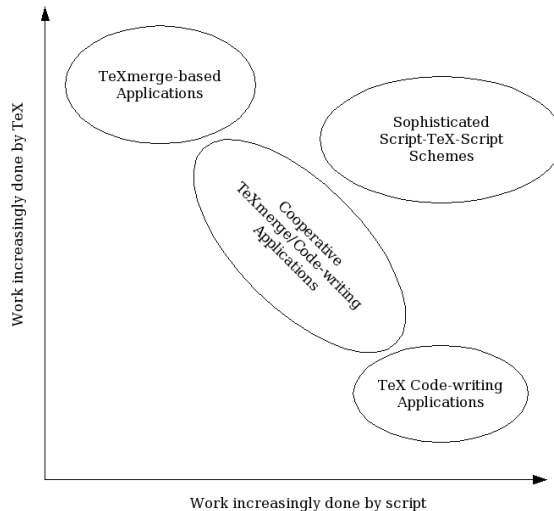 TeXmerge-based
Applications
Sophisticated
Script-TeX-Script
Schemes
Cooperative
TeXmerge/Code-writing
Applications
TeX Code-writing
Applications
Work increasingly done by TeX
Work increasingly done by script